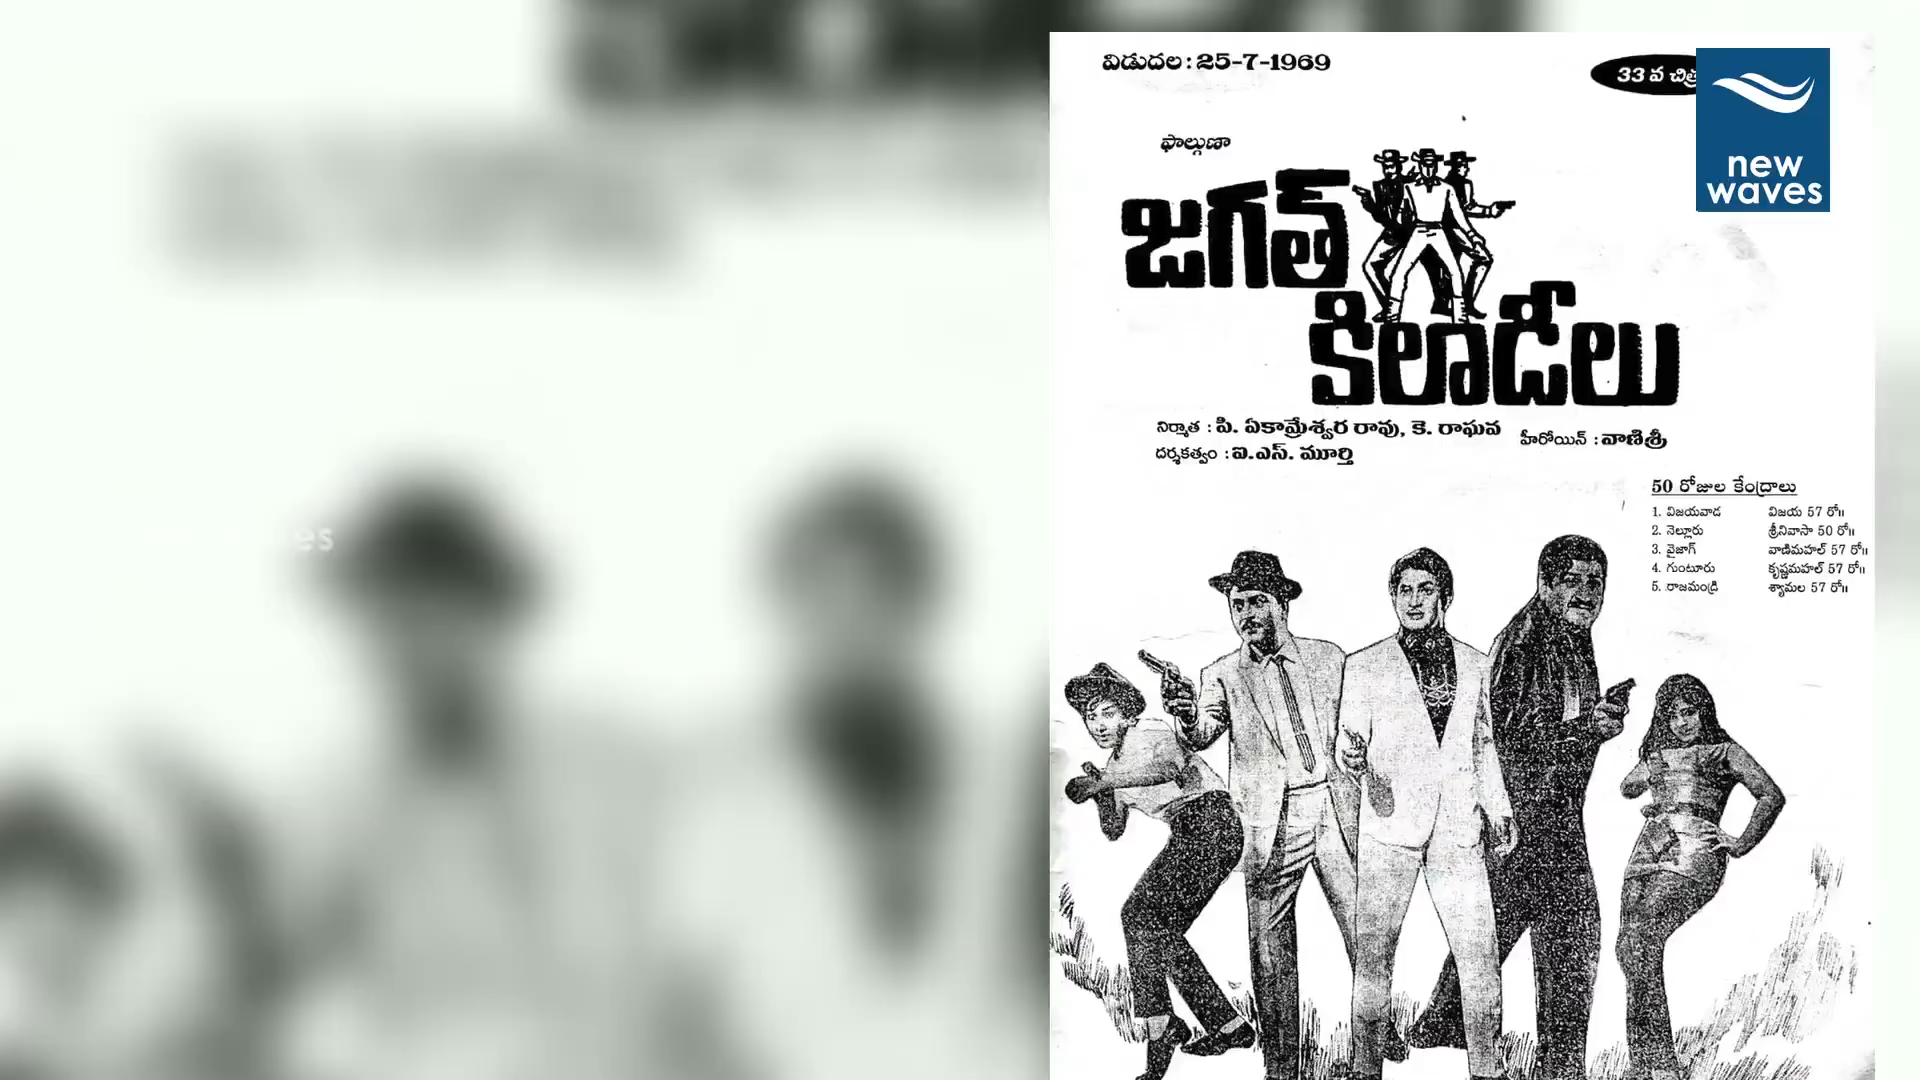 విడుదల : 25-7-1969
33 వ చిత్ర
new
waves
ఫాల్గుణా
జగత్
కిలాడీలు
నిర్మాత : పి. ఏకామ్రేశ్వర రావు, కె. రాఘవ
హీరోయిన్ : వాణిశ్రీ
దర్శకత్వం : ఐ.ఎస్. మూర్తి
50 రోజుల కేంద్రాలు
1. విజయవాడ విజయ 57 రో॥
2. నెల్లూరు శ్రీనివాసా 50 రో॥
3. వైజాగ్ వాణిమహల్ 57 రో॥
4. గుంటూరు కృష్ణమహల్ 57 రో॥
5. రాజమండ్రి శ్యామల 57 రో॥
es